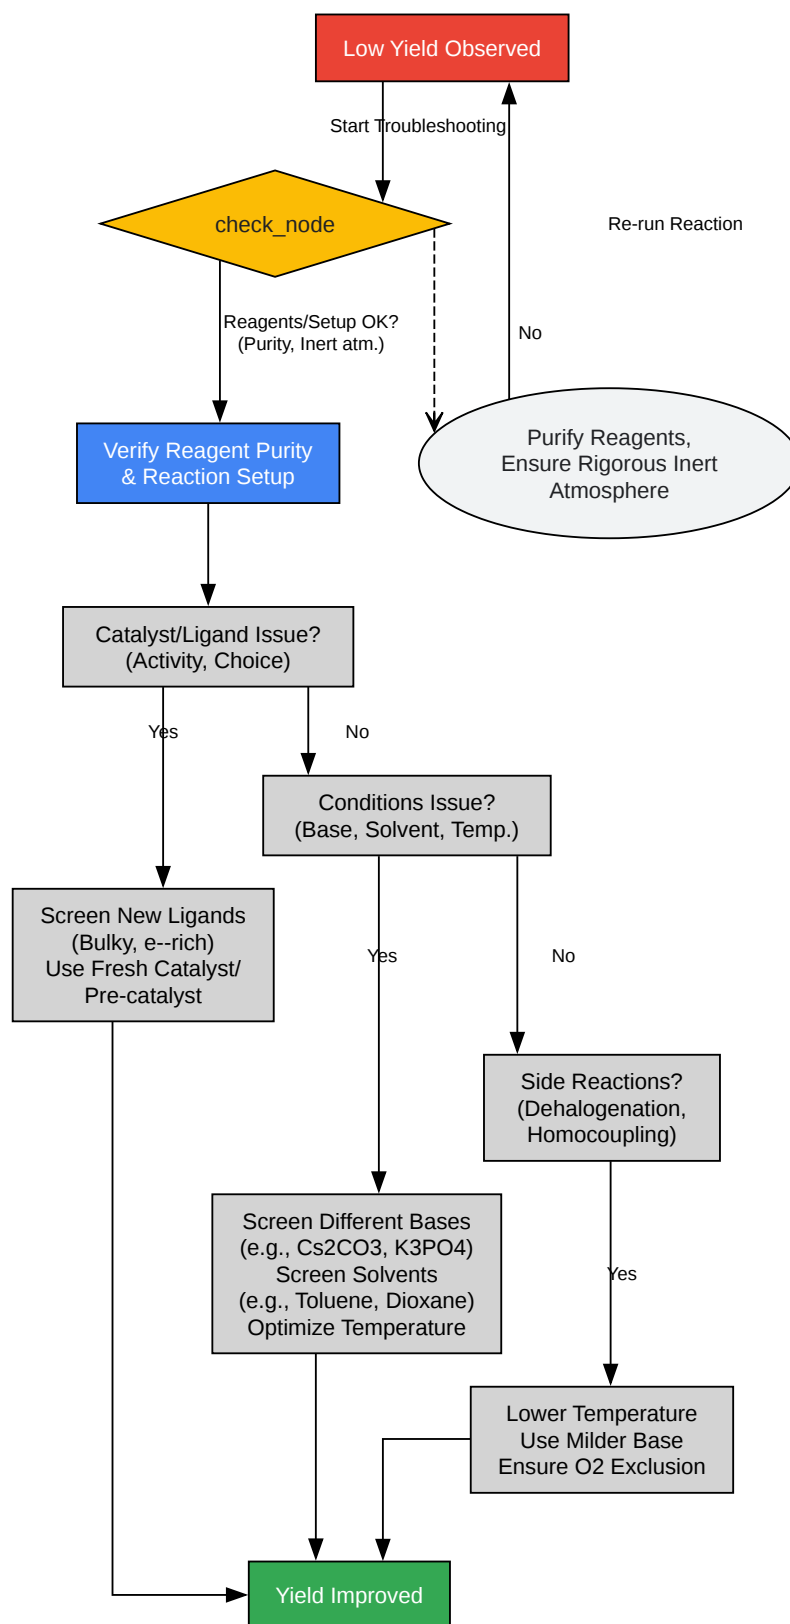 Low Yield Observed
Start Troubleshooting
check_node
Re-run Reaction
Reagents/Setup OK?
(Purity, Inert atm.)
No
Verify Reagent Purity
& Reaction Setup
Purify Reagents,
Ensure Rigorous Inert
Atmosphere
Catalyst/Ligand Issue?
(Activity, Choice)
Yes
No
Conditions Issue?
(Base, Solvent, Temp.)
Screen New Ligands
(Bulky, e--rich)
Use Fresh Catalyst/
Pre-catalyst
Yes
No
Side Reactions?
(Dehalogenation,
Homocoupling)
Screen Different Bases
(e.g., Cs2CO3, K3PO4)
Screen Solvents
(e.g., Toluene, Dioxane)
Optimize Temperature
Yes
Lower Temperature
Use Milder Base
Ensure O2 Exclusion
Yield Improved